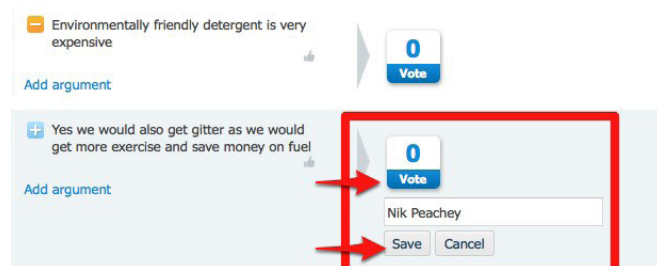 Environmentally friendly detergent is very
expensive
Add argument
0
Vote
Yes we would also get gitter as we would
get more exercise and save money on fuel
Add argument
0
Vote
Nik Peachey
Save Cancel